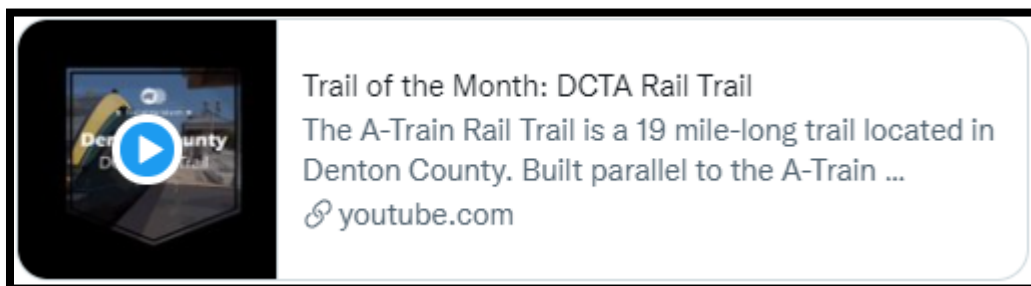 Trail of the Month: DCTA Rail Trail
The A-Train Rail Trail is a 19 mile-long trail located in
Denton County. Built parallel to the A-Train ...
youtube.com